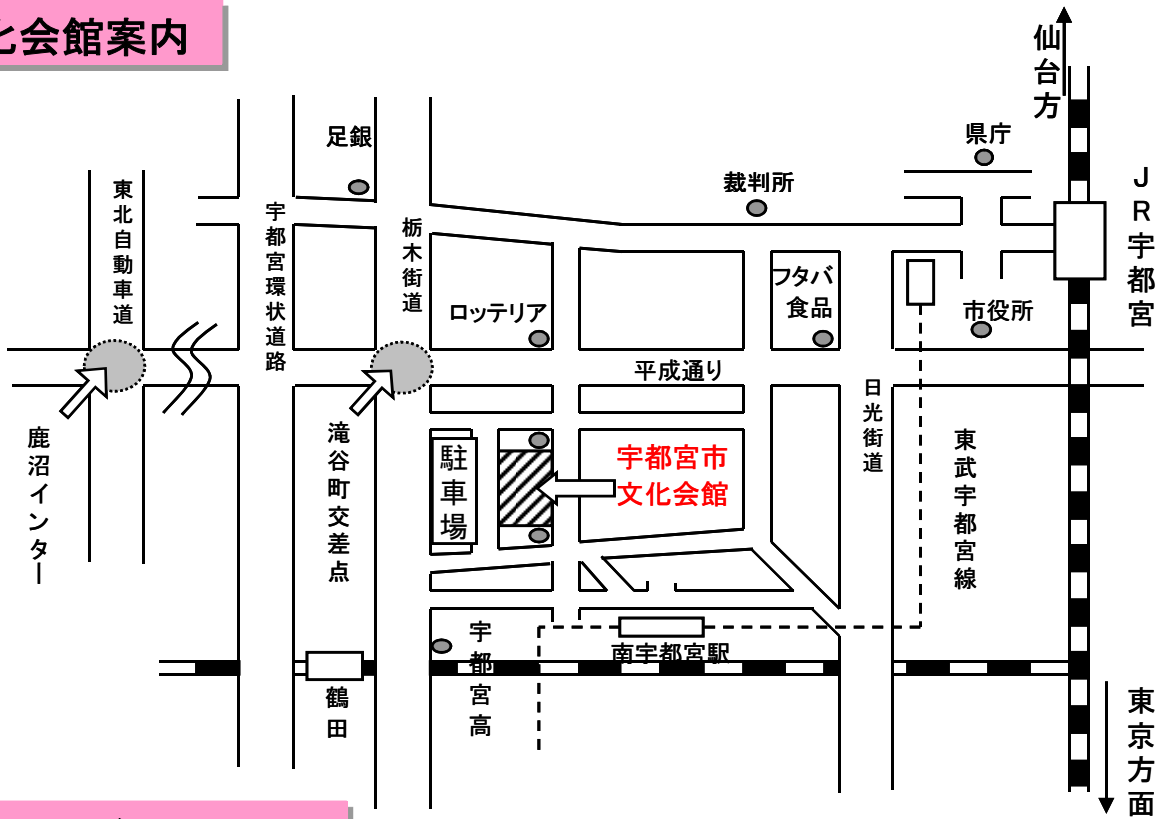 化会館案内
仙台方
足銀
県庁
裁判所
JR宇都宮
東北自動車道
宇都宮環状道路
栃木街道
フタバ
食品
ロッテリア
市役所
平成通り
日光街道
鹿沼インター
滝谷町交差点
駐車場
宇都宮市
文化会館
東武宇都宮線
宇都宮高
南宇都宮駅
鶴田
東京方面